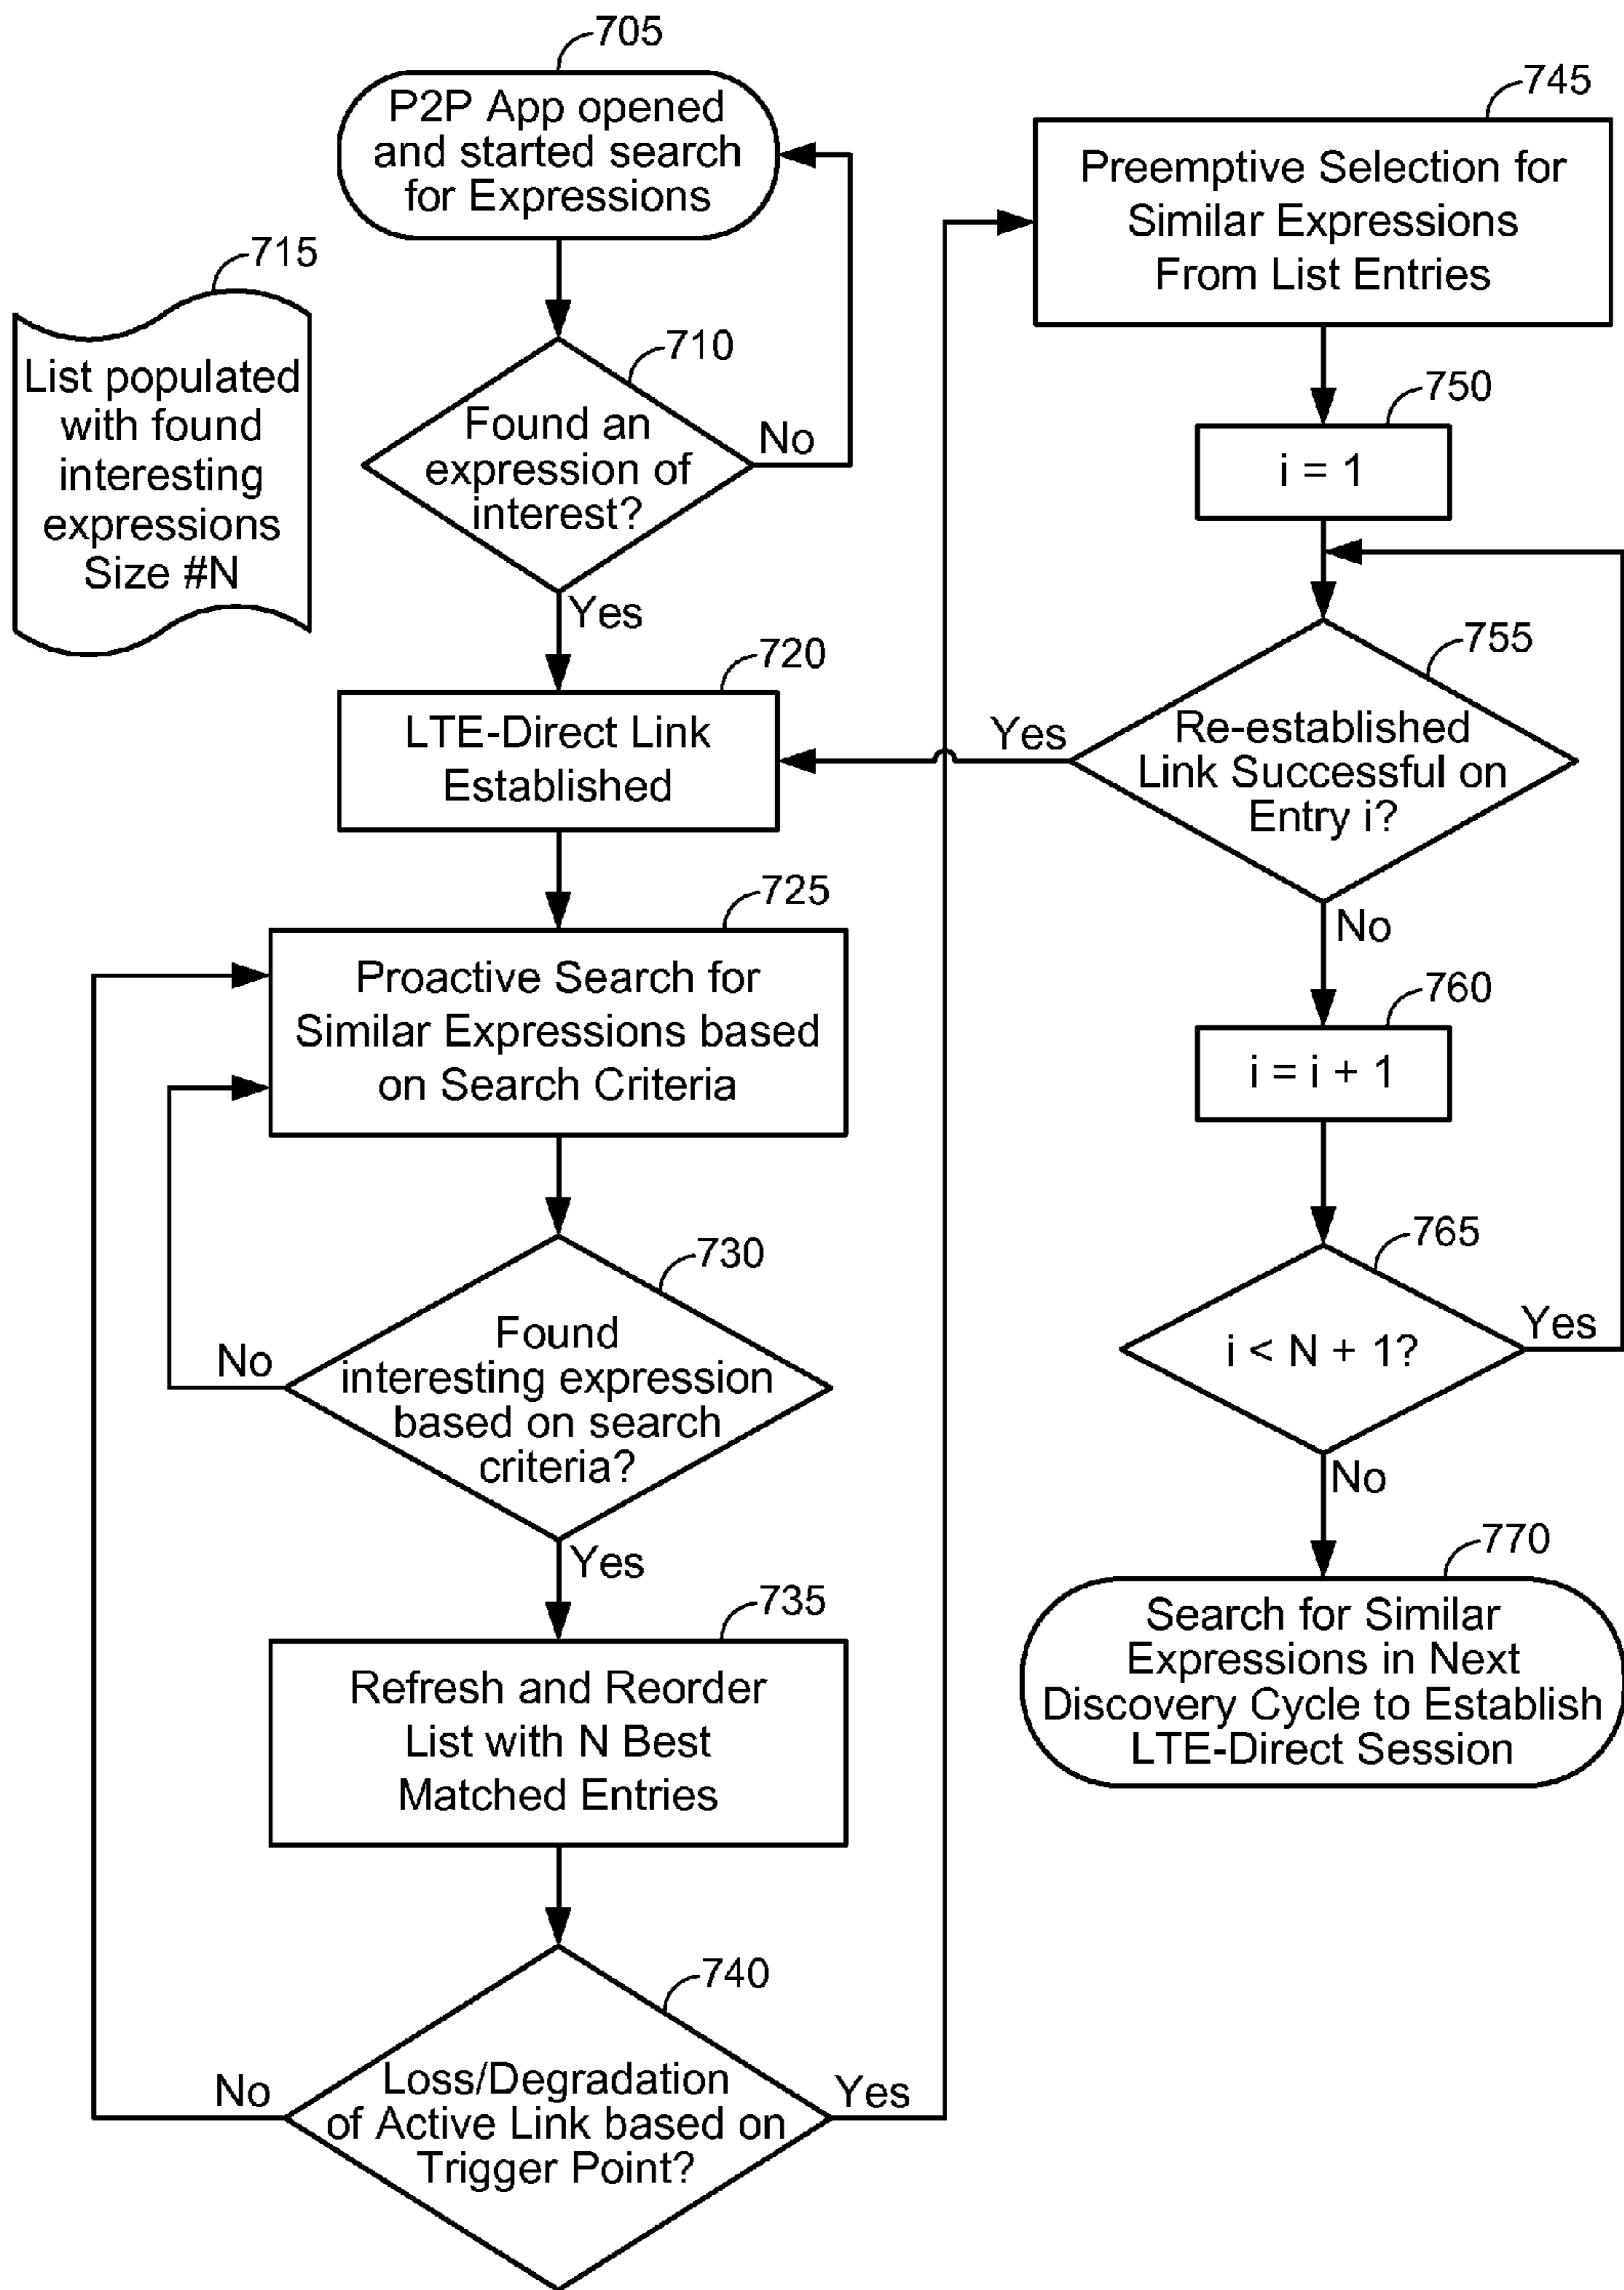 705
P2P App opened
and started search
for Expressions
715
List populated
with found
interesting
expressions
Size #N
710
Found an
expression of
interest?
No
Yes
720
LTE-Direct Link
Established
725
Proactive Search for
Similar Expressions based
on Search Criteria
730
Found
interesting expression
based on search
criteria?
No
Yes
735
Refresh and Reorder
List with N Best
Matched Entries
740
Loss/Degradation
of Active Link based on
Trigger Point?
No
Yes
745
Preemptive Selection for
Similar Expressions
From List Entries
750
i = 1
755
Re-established
Link Successful on
Entry i?
Yes
No
760
i = i + 1
765
i < N + 1?
Yes
No
770
Search for Similar
Expressions in Next
Discovery Cycle to Establish
LTE-Direct Session